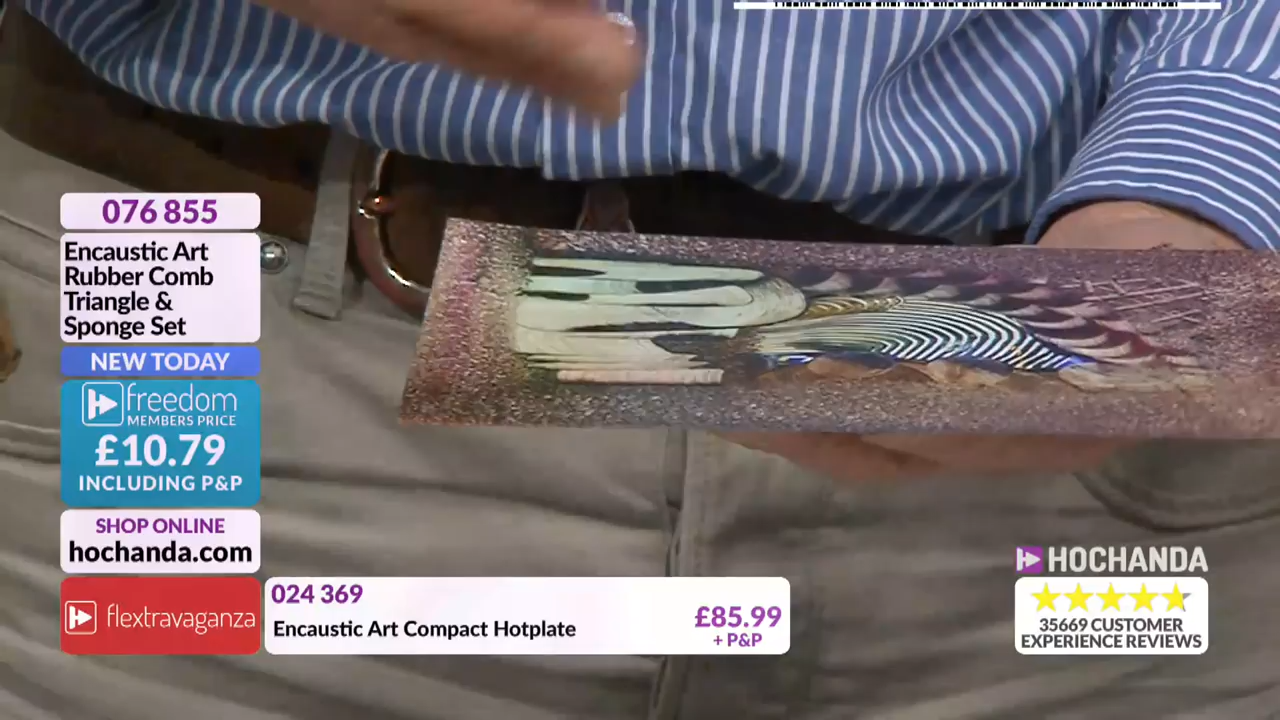 076 855
Encaustic Art
Rubber Comb
Triangle &
Sponge Set
NEW TODAY
freedom
MEMBERS PRICE
£10.79
INCLUDING P&P
SHOP ONLINE
hochanda.com
flextravaganza
024 369
Encaustic Art Compact Hotplate
£85.99
+ P&P
HOCHANDA
35669 CUSTOMER
EXPERIENCE REVIEWS